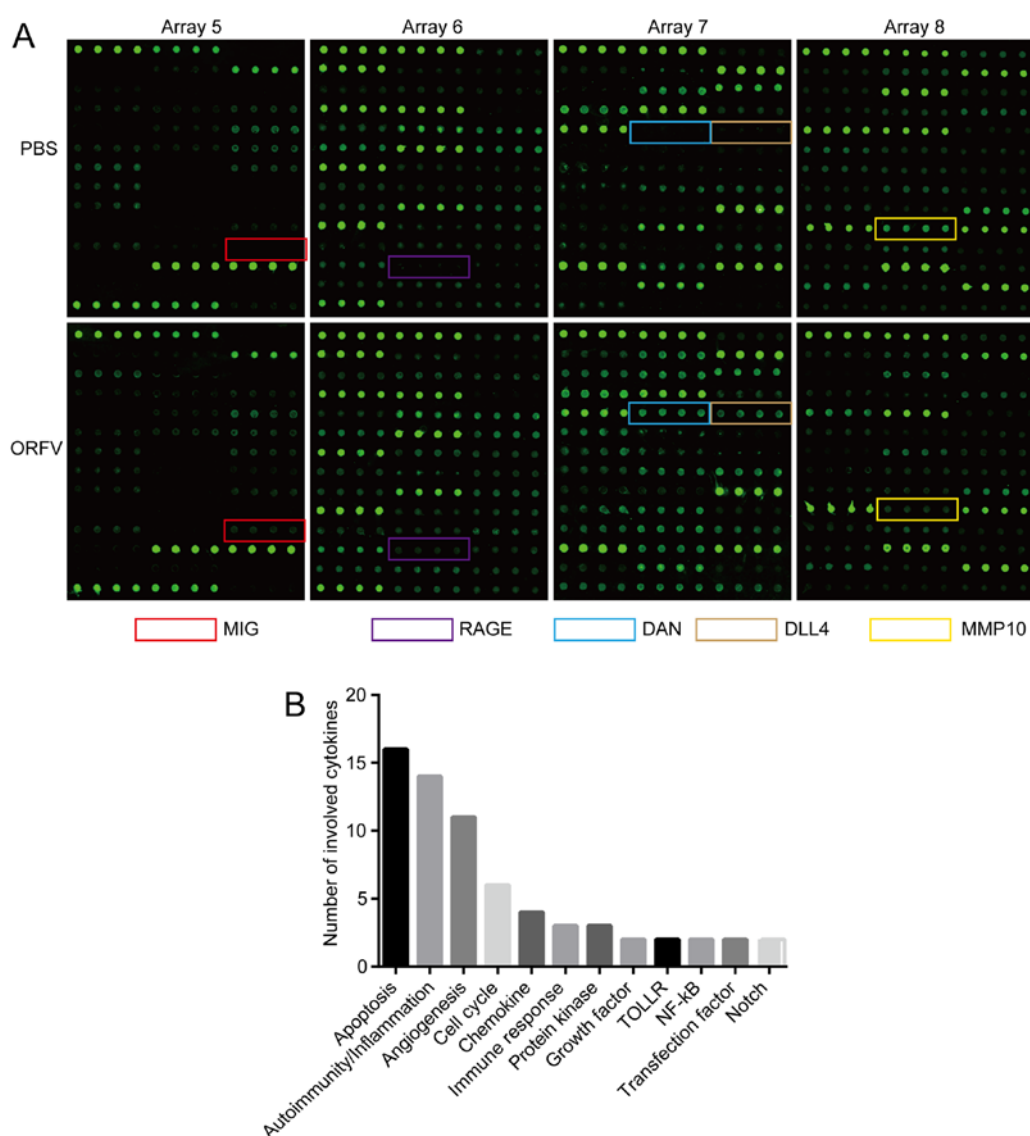 A
Array 5 Array 6 Array 7 Array 8
PBS
ORFV
MIG RAGE DAN DLL4 MMP10
B
Number of involved cytokines
20
15
10
5
0
Apoptosis
Autoimmunity/Inflammation
Angiogenesis
Cell cycle
Chemokine
Immune response
Protein kinase
Growth factor
TOLLR
NF-kB
Transfection factor
Notch